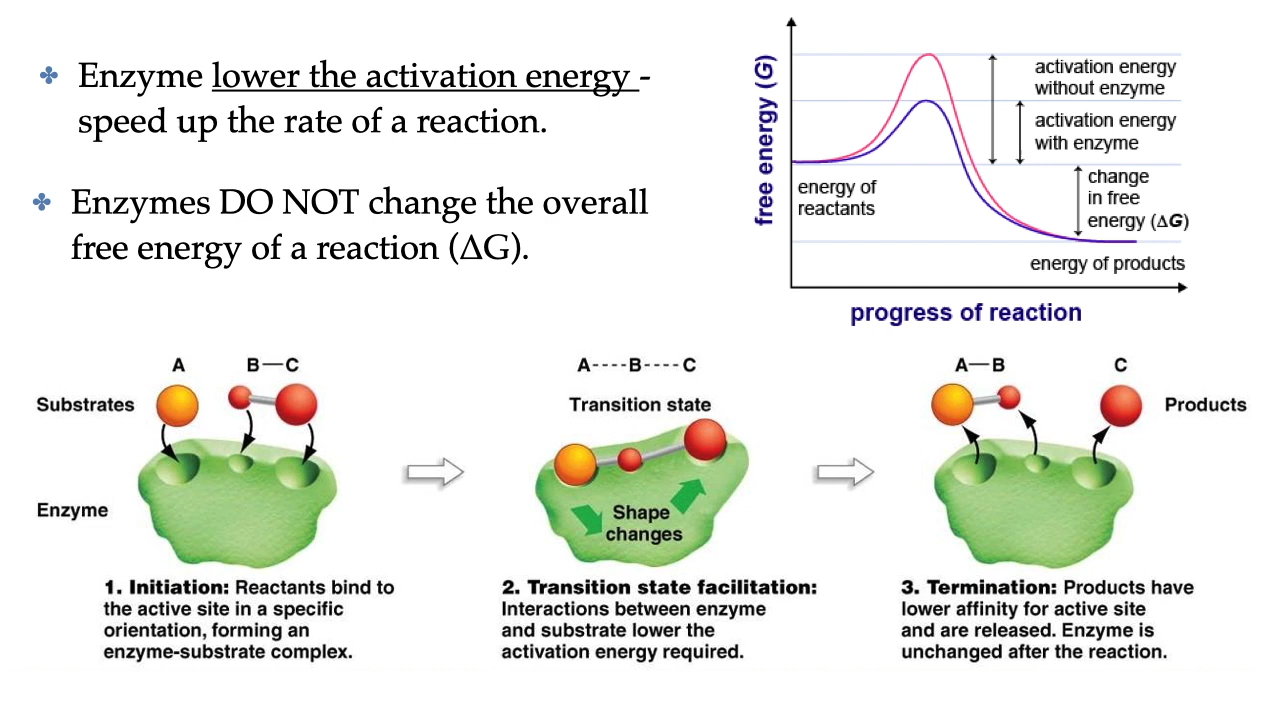 Enzyme lower the activation energy -
speed up the rate of a reaction.
Enzymes DO NOT change the overall
free energy of a reaction (ΔG).
free energy (G)
activation energy
without enzyme
activation energy
with enzyme
energy of
reactants
change
in free
energy (ΔG)
energy of products
progress of reaction
A B—C
Substrates
Enzyme
1. Initiation: Reactants bind to
the active site in a specific
orientation, forming an
enzyme-substrate complex.
A----B----C
Transition state
Shape
changes
2. Transition state facilitation:
Interactions between enzyme
and substrate lower the
activation energy required.
A—B C
Products
3. Termination: Products have
lower affinity for active site
and are released. Enzyme is
unchanged after the reaction.